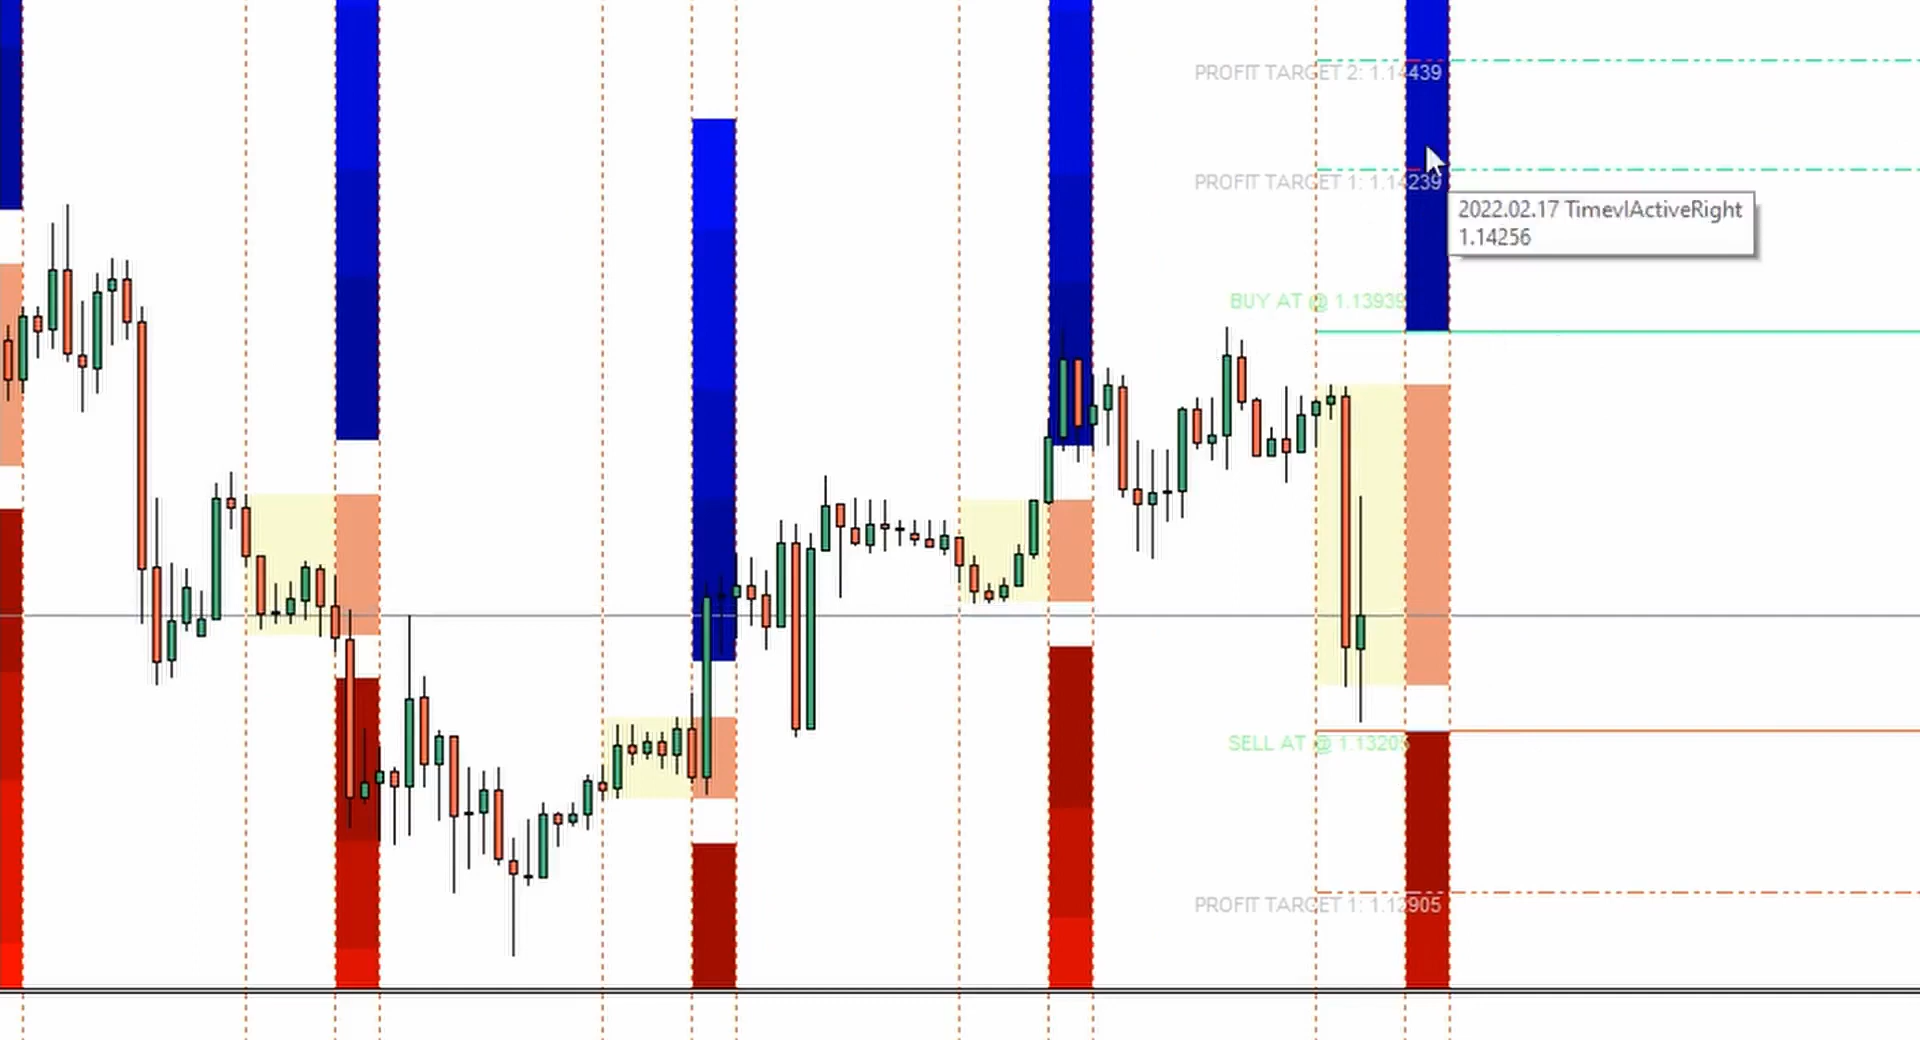 PROFIT TARGET 2: 1.14439
PROFIT TARGET 1: 1.14239
2022.02.17 TimevlActiveRight
1.14256
BUY AT @ 1.13939
SELL AT @ 1.13205
PROFIT TARGET 1: 1.12905